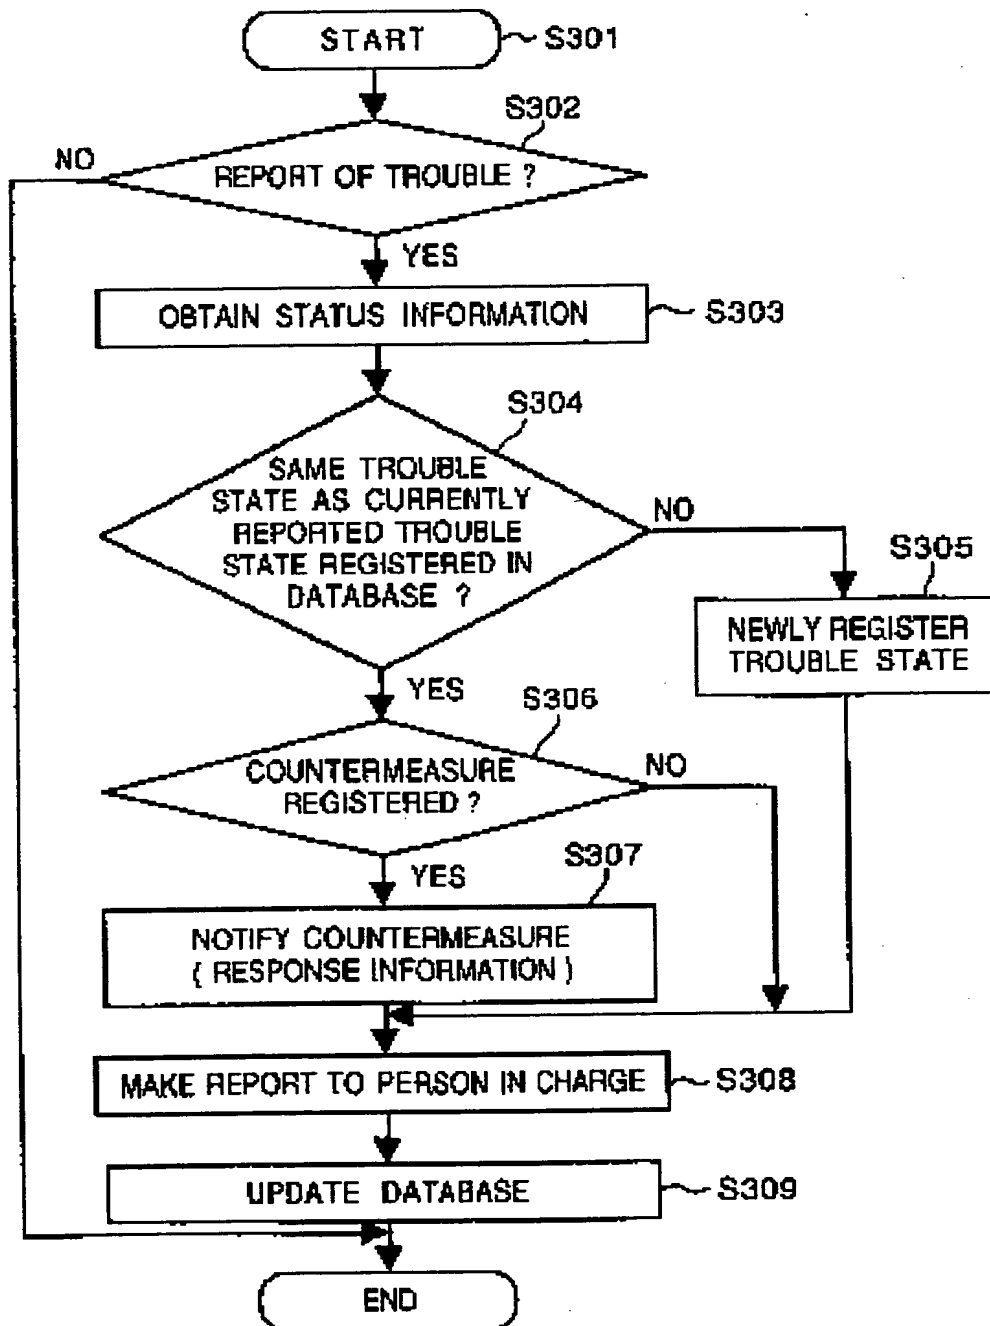 START
S301
S302
NO
REPORT OF TROUBLE ?
YES
OBTAIN STATUS INFORMATION
S303
S304
SAME TROUBLE
STATE AS CURRENTLY
REPORTED TROUBLE
STATE REGISTERED IN
DATABASE ?
NO
S305
NEWLY REGISTER
TROUBLE STATE
YES
S306
COUNTERMEASURE
REGISTERED ?
NO
YES
S307
NOTIFY COUNTERMEASURE
( RESPONSE INFORMATION )
MAKE REPORT TO PERSON IN CHARGE
S308
UPDATE DATABASE
S309
END